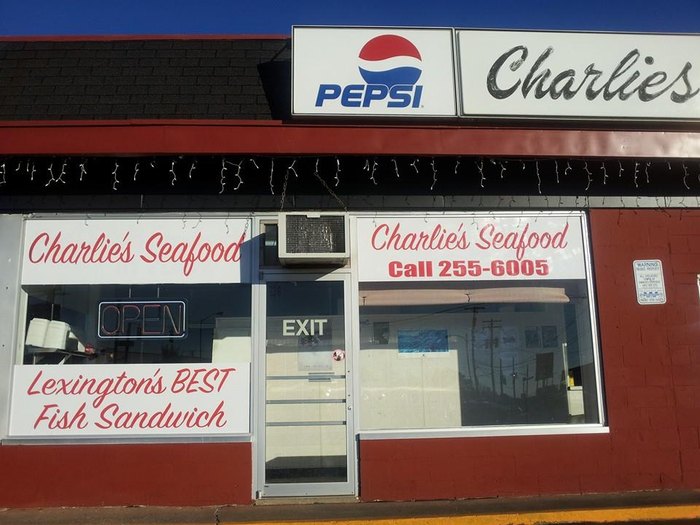 PEPSI
Charlies
Charlie's Seafood
Charlie's Seafood
Call 255-6005
OPEN
EXIT
Lexington's BEST
Fish Sandwich
WARNING